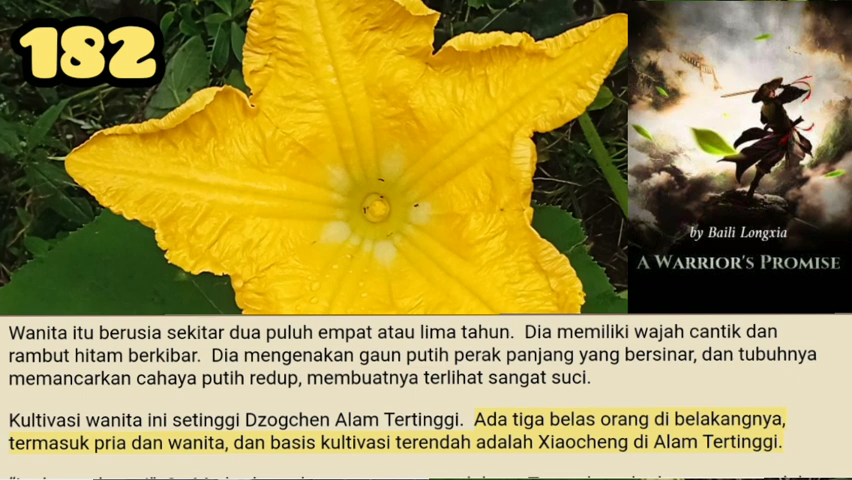 182
by Baili Longxia
A WARRIOR'S PROMISE
Wanita itu berusia sekitar dua puluh empat atau lima tahun. Dia memiliki wajah cantik dan
rambut hitam berkibar. Dia mengenakan gaun putih perak panjang yang bersinar, dan tubuhnya
memancarkan cahaya putih redup, membuatnya terlihat sangat suci.
Kultivasi wanita ini setinggi Dzogchen Alam Tertinggi. Ada tiga belas orang di belakangnya,
termasuk pria dan wanita, dan basis kultivasi terendah adalah Xiaocheng di Alam Tertinggi.